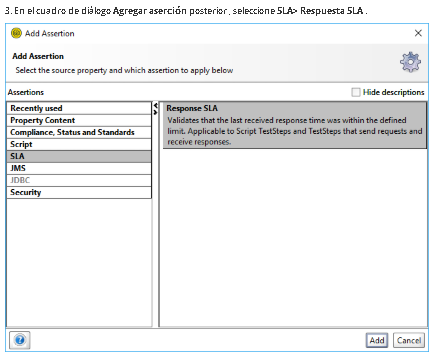 3. En el cuadro de diálogo Agregar aserción posterior , seleccione SLA> Respuesta SLA .
Add Assertion
Add Assertion
Select the source property and which assertion to apply below
Assertions
Hide descriptions
Recently used
Property Content
Compliance, Status and Standards
Script
SLA
JMS
JDBC
Security
Response SLA
Validates that the last received response time was within the defined
limit. Applicable to Script TestSteps and TestSteps that send requests and
receive responses.
Add
Cancel